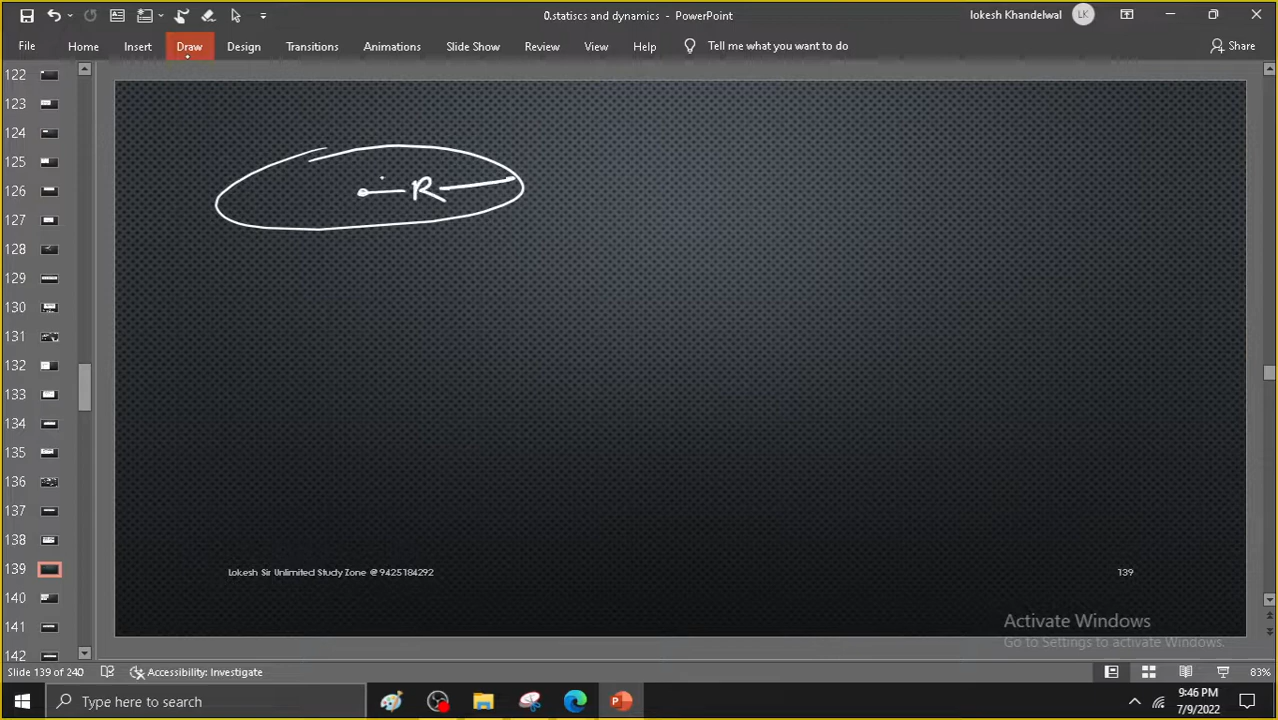 0.statiscs and dynamics - PowerPoint
lokesh Khandelwal
LK
File Home Insert Draw Design Transitions Animations Slide Show Review View Help Tell me what you want to do Share
122
123
124
125
126
127
128
129
130
131
132
133
134
135
136
137
138
139
140
141
142
R
Lokesh Sir Unlimited Study Zone @ 9425184292
139
Activate Windows
Go to Settings to activate Windows.
Slide 139 of 240
Accessibility: Investigate
83%
Type here to search
9:46 PM
7/9/2022